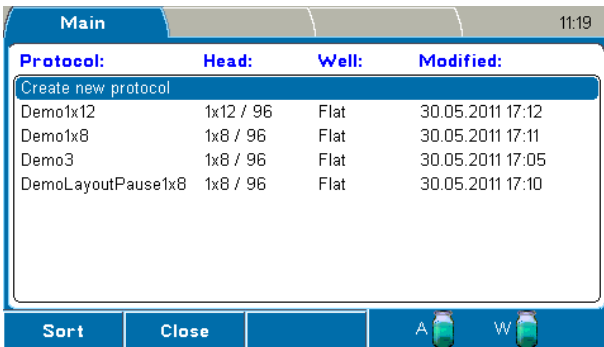 Main 11:19
Protocol: Head: Well: Modified:
Create new protocol
Demo1x12 1x12 / 96 Flat 30.05.2011 17:12
Demo1x8 1x8 / 96 Flat 30.05.2011 17:11
Demo3 1x8 / 96 Flat 30.05.2011 17:05
DemoLayoutPause1x8 1x8 / 96 Flat 30.05.2011 17:10
Sort Close A W